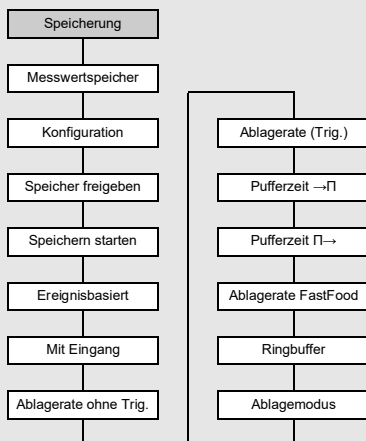 Speicherung
Messwertspeicher
Konfiguration
Speicher freigeben
Speichern starten
Ereignisbasiert
Mit Eingang
Ablagerate ohne Trig.
Ablagerate (Trig.)
Pufferzeit →Π
Pufferzeit Π→
Ablagerate FastFood
Ringbuffer
Ablagemodus